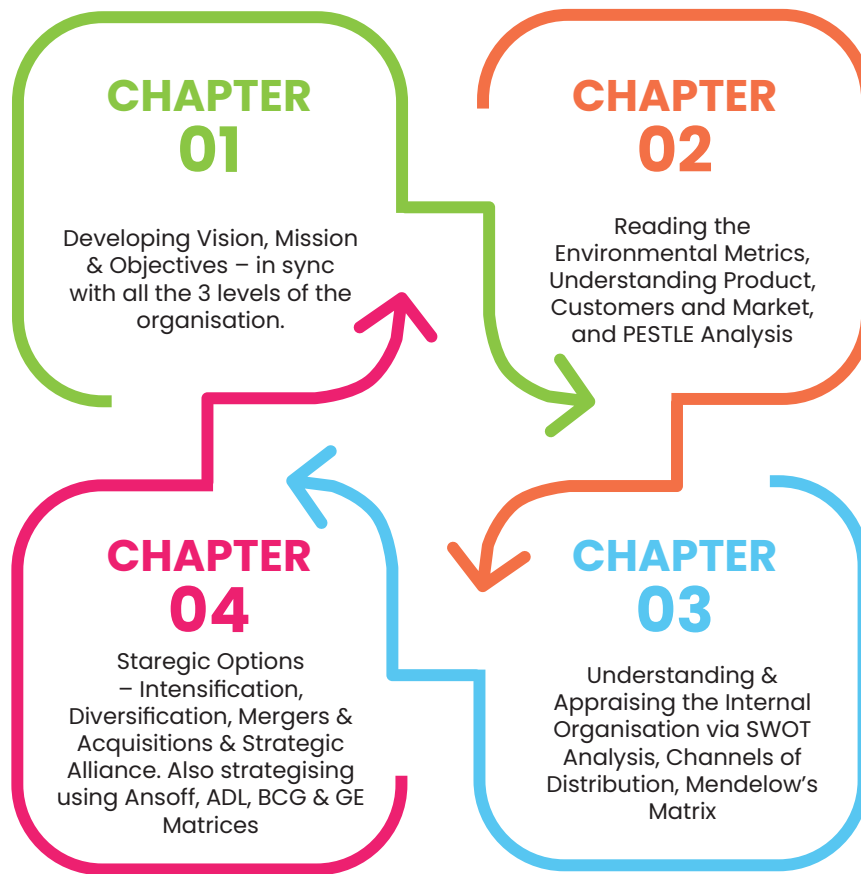 CHAPTER
01
Developing Vision, Mission
& Objectives – in sync
with all the 3 levels of the
organisation.
CHAPTER
02
Reading the
Environmental Metrics,
Understanding Product,
Customers and Market,
and PESTLE Analysis
CHAPTER
03
Understanding &
Appraising the Internal
Organisation via SWOT
Analysis, Channels of
Distribution, Mendelow’s
Matrix
CHAPTER
04
Staregic Options
– Intensification,
Diversification, Mergers &
Acquisitions & Strategic
Alliance. Also strategising
using Ansoff, ADL, BCG & GE
Matrices